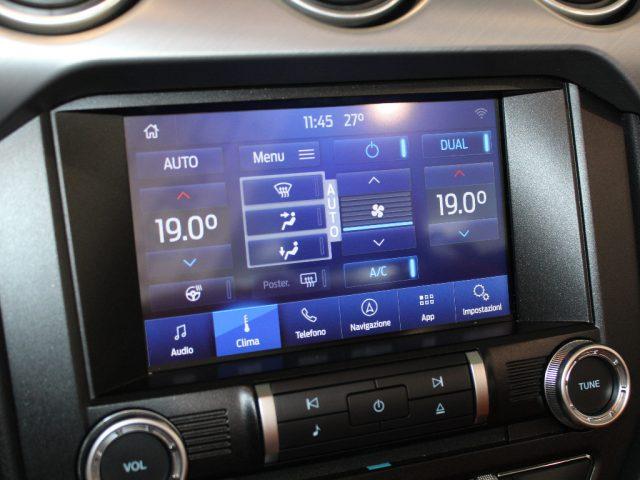 11:45 27°
AUTO
Menu
DUAL
19.0°
AUTO
19.0°
Poster.
A/C
Audio
Clima
Telefono
Navigazione
App
Impostazioni
VOL
TUNE